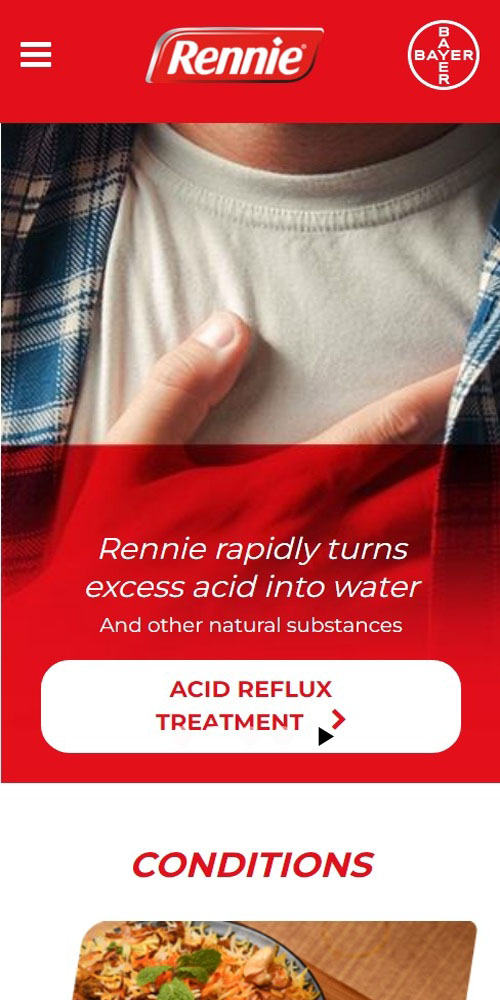 Rennie
BAYER
BAYER
Rennie rapidly turns
excess acid into water
And other natural substances
ACID REFLUX
TREATMENT
CONDITIONS